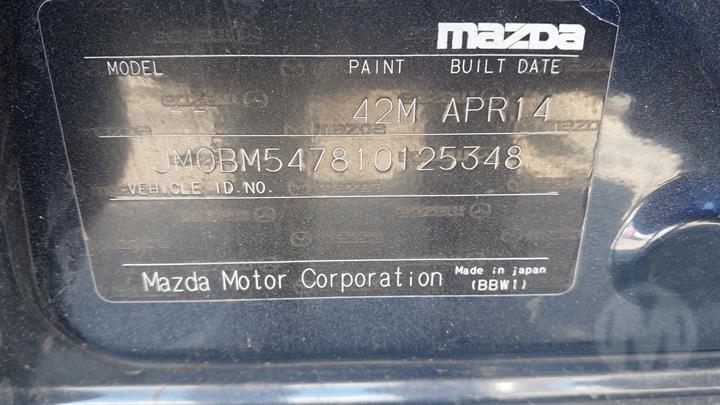 mazda
MODEL PAINT BUILT DATE
42M APR14
JM0BM547810125348
VEHICLE ID.NO.
Mazda Motor Corporation Made in japan
(BBW1)